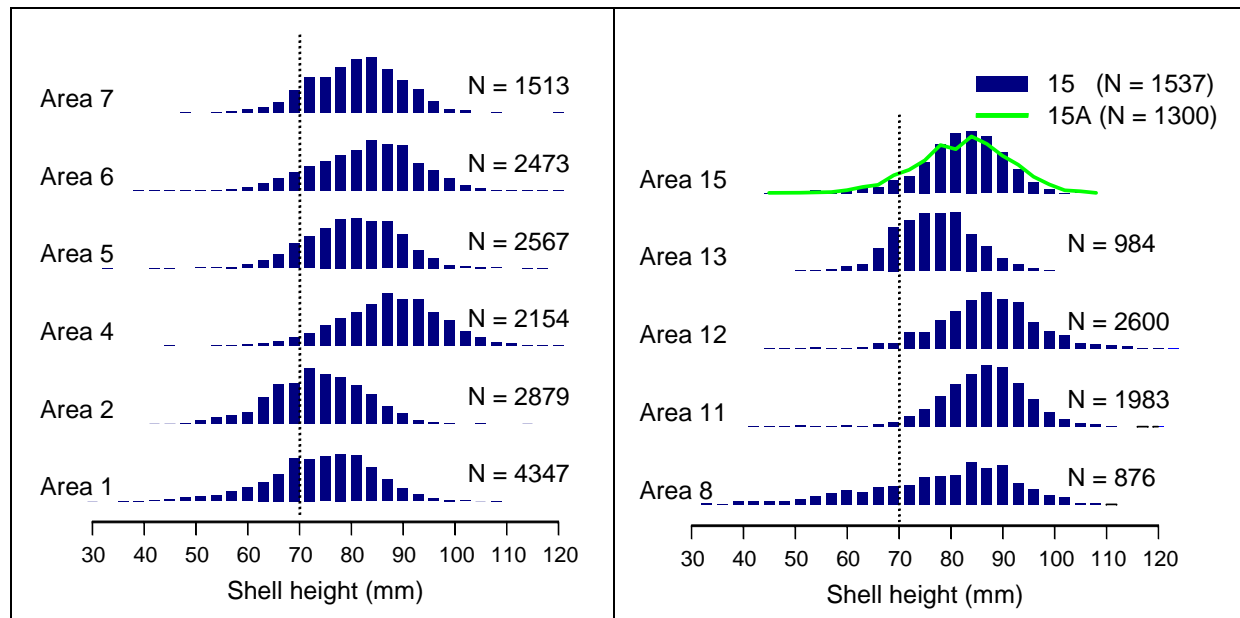 Area 7 N = 1513
Area 6 N = 2473
Area 5 N = 2567
Area 4 N = 2154
Area 2 N = 2879
Area 1 N = 4347
30 40 50 60 70 80 90 100 110 120
Shell height (mm)
15 (N = 1537)
15A (N = 1300)
Area 15
Area 13 N = 984
Area 12 N = 2600
Area 11 N = 1983
Area 8 N = 876
30 40 50 60 70 80 90 100 110 120
Shell height (mm)